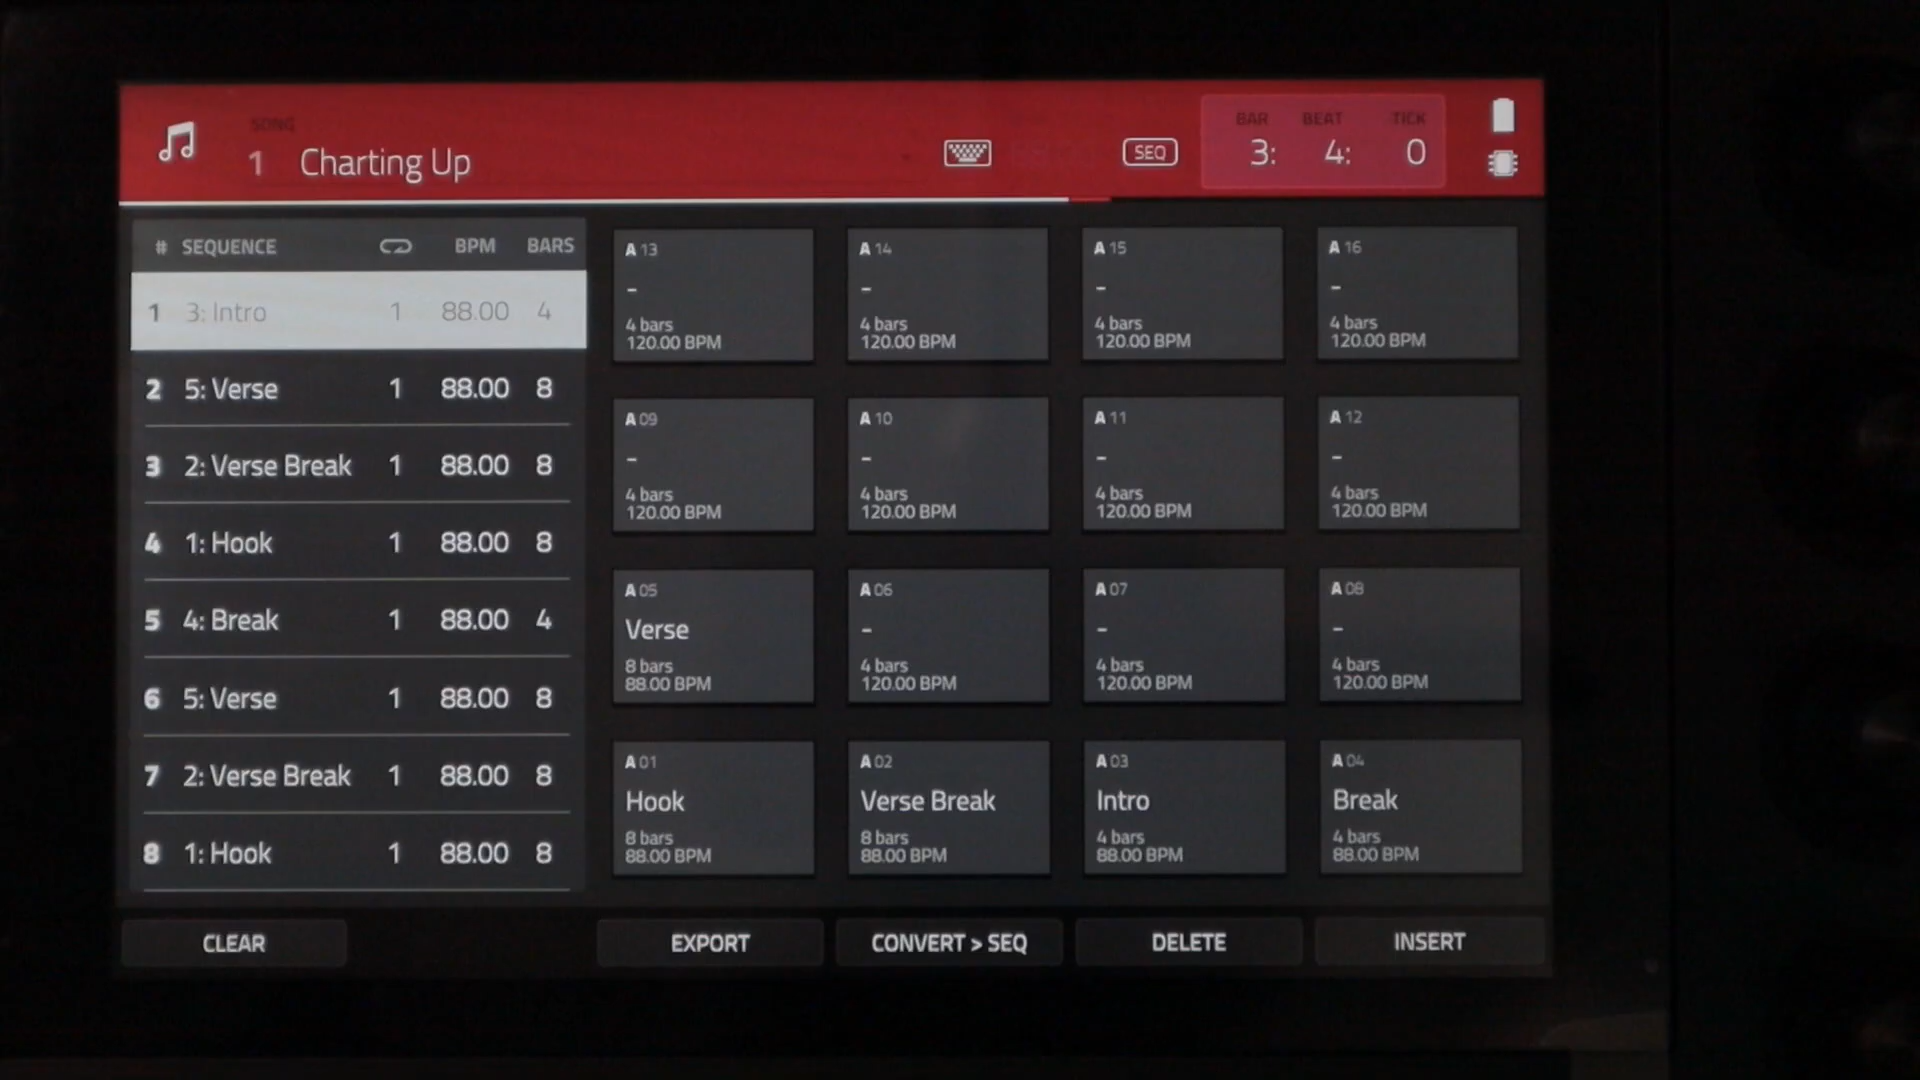 SONG
1 Charting Up
SEQ
BAR BEAT TICK
3: 4: 0
# SEQUENCE BPM BARS
1 3: Intro 1 88.00 4
2 5: Verse 1 88.00 8
3 2: Verse Break 1 88.00 8
4 1: Hook 1 88.00 8
5 4: Break 1 88.00 4
6 5: Verse 1 88.00 8
7 2: Verse Break 1 88.00 8
8 1: Hook 1 88.00 8
A 13
-
4 bars
120.00 BPM
A 14
-
4 bars
120.00 BPM
A 15
-
4 bars
120.00 BPM
A 16
-
4 bars
120.00 BPM
A 09
-
4 bars
120.00 BPM
A 10
-
4 bars
120.00 BPM
A 11
-
4 bars
120.00 BPM
A 12
-
4 bars
120.00 BPM
A 05
Verse
8 bars
88.00 BPM
A 06
-
4 bars
120.00 BPM
A 07
-
4 bars
120.00 BPM
A 08
-
4 bars
120.00 BPM
A 01
Hook
8 bars
88.00 BPM
A 02
Verse Break
8 bars
88.00 BPM
A 03
Intro
4 bars
88.00 BPM
A 04
Break
4 bars
88.00 BPM
CLEAR
EXPORT
CONVERT > SEQ
DELETE
INSERT